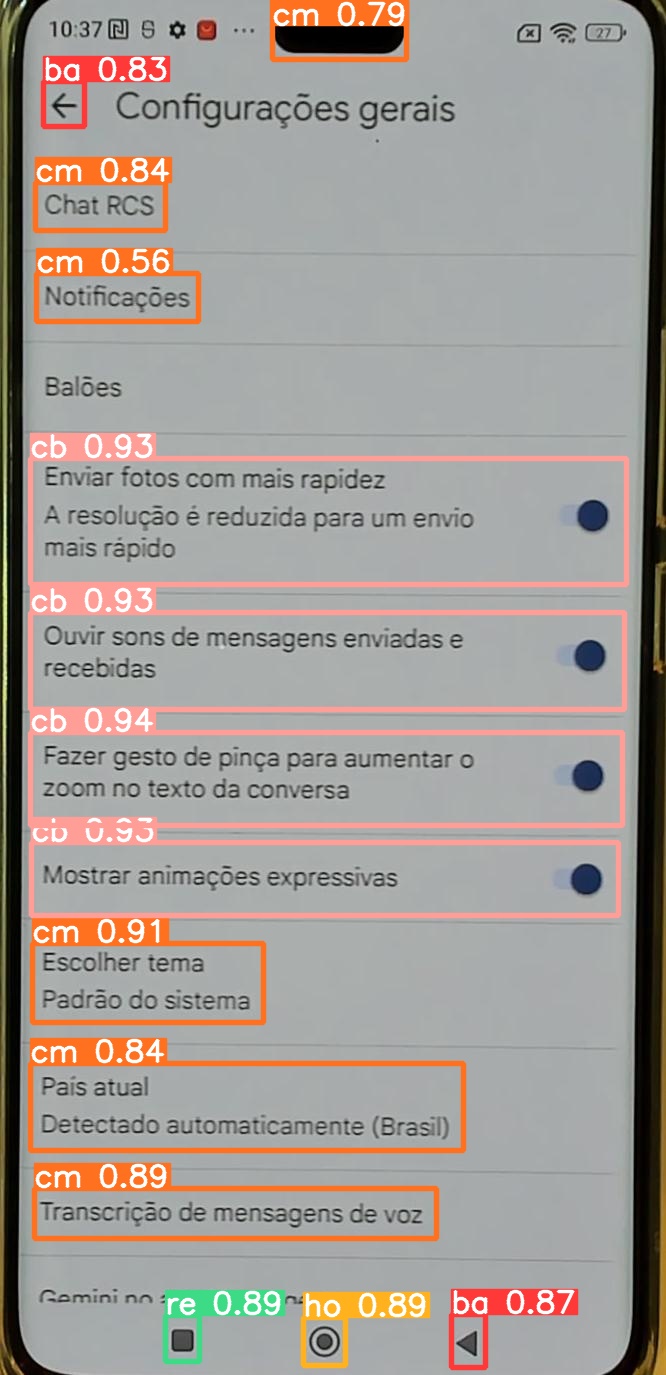 cm 0.79
10:37
27
ba 0.83
Configurações gerais
cm 0.84
Chat RCS
cm 0.56
Notificações
Balões
cb 0.93
Enviar fotos com mais rapidez
A resolução é reduzida para um envio
mais rápido
cb 0.93
Ouvir sons de mensagens enviadas e
recebidas
cb 0.94
Fazer gesto de pinça para aumentar o
zoom no texto da conversa
cb 0.93
Mostrar animações expressivas
cm 0.91
Escolher tema
Padrão do sistema
cm 0.84
País atual
Detectado automaticamente (Brasil)
cm 0.89
Transcrição de mensagens de voz
Gemini no
re 0.89 ho 0.89 ba 0.87